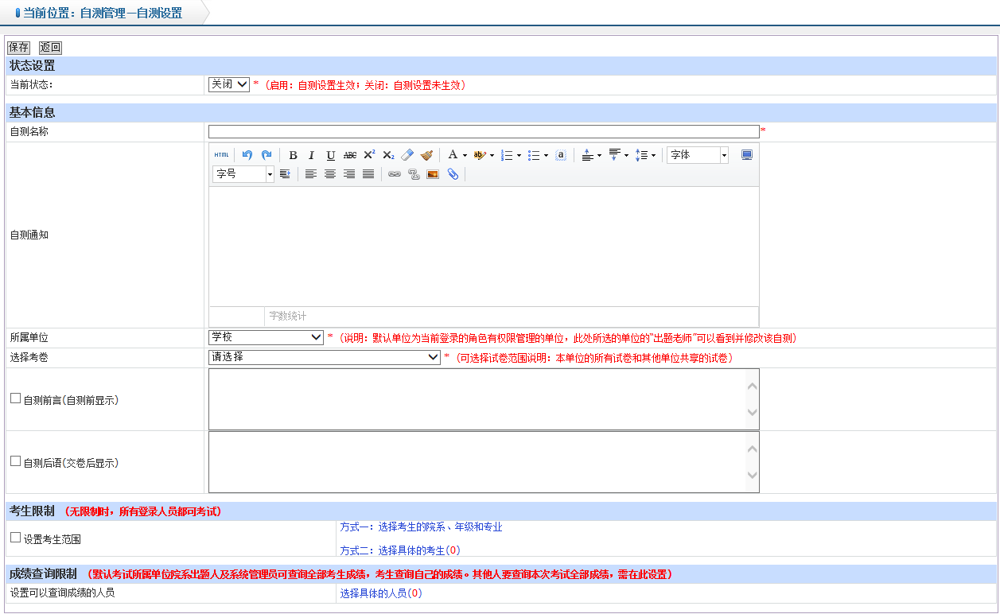 当前位置：自测管理—自测设置
保存 返回
状态设置
当前状态： 关闭 *（启用：自测设置生效；关闭：自测设置未生效）
基本信息
自测名称 *
HTML B I U ABC X² X₂ A ab a 字体
字号
自测通知
字数统计
所属单位 学校 *（说明：默认单位为当前登录的角色有权限管理的单位，此处所选的单位的“出题老师”可以看到并修改该自测）
选择考卷 请选择 *（可选择试卷范围说明：本单位的所有试卷和其他单位共享的试卷）
自测前言(自测前显示)
自测后语(交卷后显示)
考生限制 （无限制时，所有登录人员都可考试）
设置考生范围 方式一：选择考生的院系、年级和专业
方式二：选择具体的考生(0)
成绩查询限制 （默认考试所属单位院系出题人及系统管理员可查询全部考生成绩，考生查询自己的成绩。其他人要查询本次考试全部成绩，需在此设置）
设置可以查询成绩的人员 选择具体的人员(0)